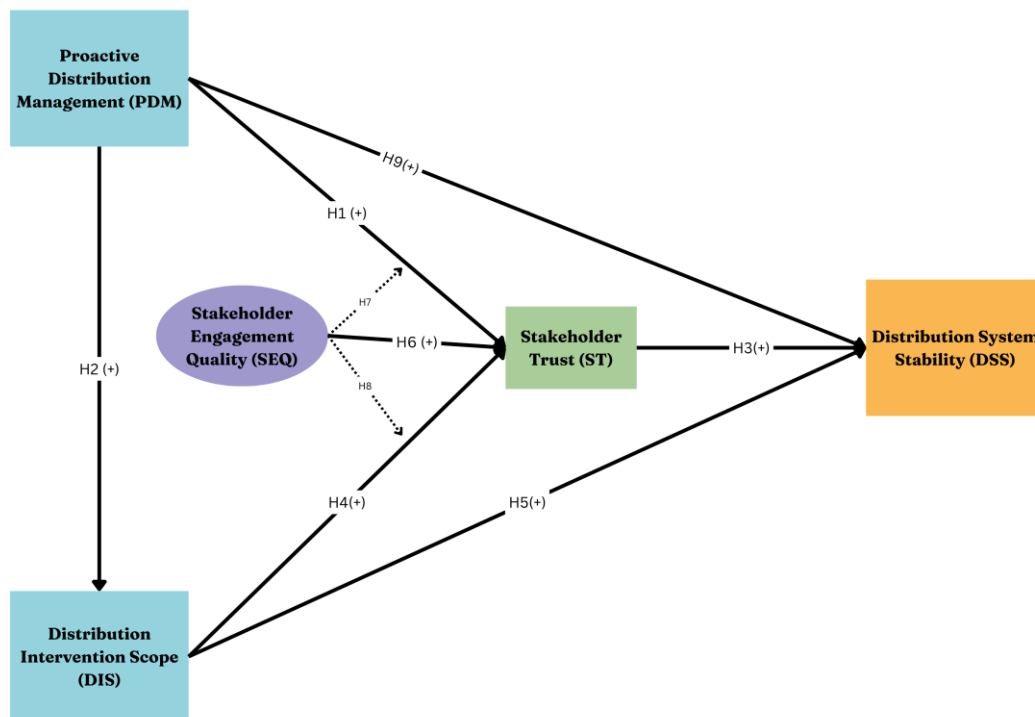 Proactive
Distribution
Management (PDM)
H9(+)
H1 (+)
H7
Stakeholder
Engagement
Quality (SEQ)
H6 (+)
Stakeholder
Trust (ST)
H3(+)
Distribution System
Stability (DSS)
H2 (+)
H8
H4(+)
H5(+)
Distribution
Intervention Scope
(DIS)